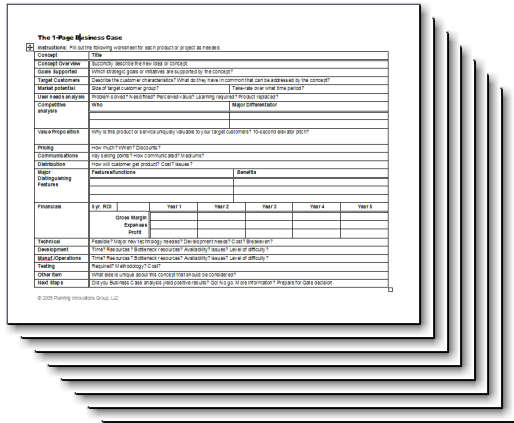 The 1-Page Business Case
Instructions: Fill out the following worksheet for each product or project as needed.
Concept Title
Concept Overview Succinctly describe the new idea or concept.
Goals Supported Which strategic goals or initiatives are supported by the concept?
Target Customers Describe the customer characteristics? What do they have in common that can be addressed by the concept?
Market potential Size of target customer group? Take-rate over what time period?
User needs analysis Problem solved? Need filled? Perceived value? Learning required? Product replaced?
Competitive Who Major Differentiator
analysis
Value Proposition Why is this product or service uniquely valuable to your target customers? 10-second elevator pitch?
Pricing How much? When? Discounts?
Communications Key selling points? How communicated? Mediums?
Distribution How will customer get product? Cost? Issues?
Major Features/functions Benefits
Distinguishing
Features
Financials 5 yr. ROI Year 1 Year 2 Year 3 Year 4 Year 5
Gross Margin
Expenses
Profit
Technical Feasible? Major new technology needed? Development needs? Cost? Breakeven?
Development Time? Resources? Bottleneck resources? Availability? Issues? Level of difficulty?
Manuf./Operations Time? Resources? Bottleneck resources? Availability? Issues? Level of difficulty?
Testing Required? Methodology? Cost?
Other Item What else is unique about this concept that should be considered?
Next Steps Did you Business Case analysis yield positive results? Go? No go. More information? Prepare for Gate decision.
© 2005 Planning Innovations Group, LLC